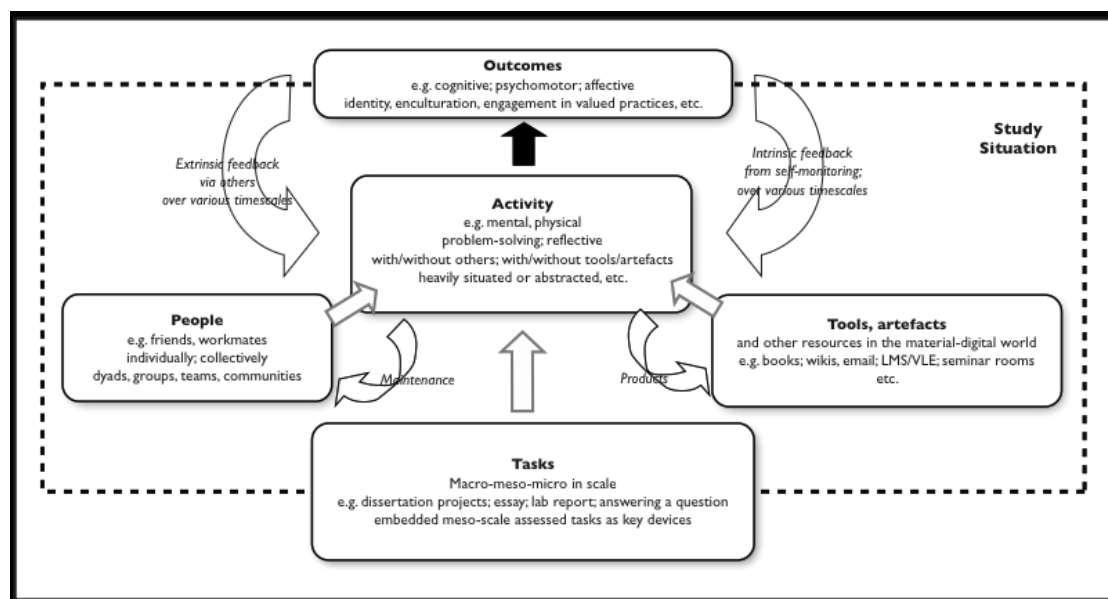 Outcomes
e.g. cognitive; psychomotor; affective
identity, enculturation, engagement in valued practices, etc.
Study
Situation
Extrinsic feedback
via others
over various timescales
Intrinsic feedback
from self-monitoring;
over various timescales
Activity
e.g. mental, physical
problem-solving; reflective
with/without others; with/without tools/artefacts
heavily situated or abstracted, etc.
People
e.g. friends, workmates
individually; collectively
dyads, groups, teams, communities
Tools, artefacts
and other resources in the material-digital world
e.g. books; wikis, email; LMS/VLE; seminar rooms
etc.
Maintenance
Products
Tasks
Macro-meso-micro in scale
e.g. dissertation projects; essay; lab report; answering a question
embedded meso-scale assessed tasks as key devices